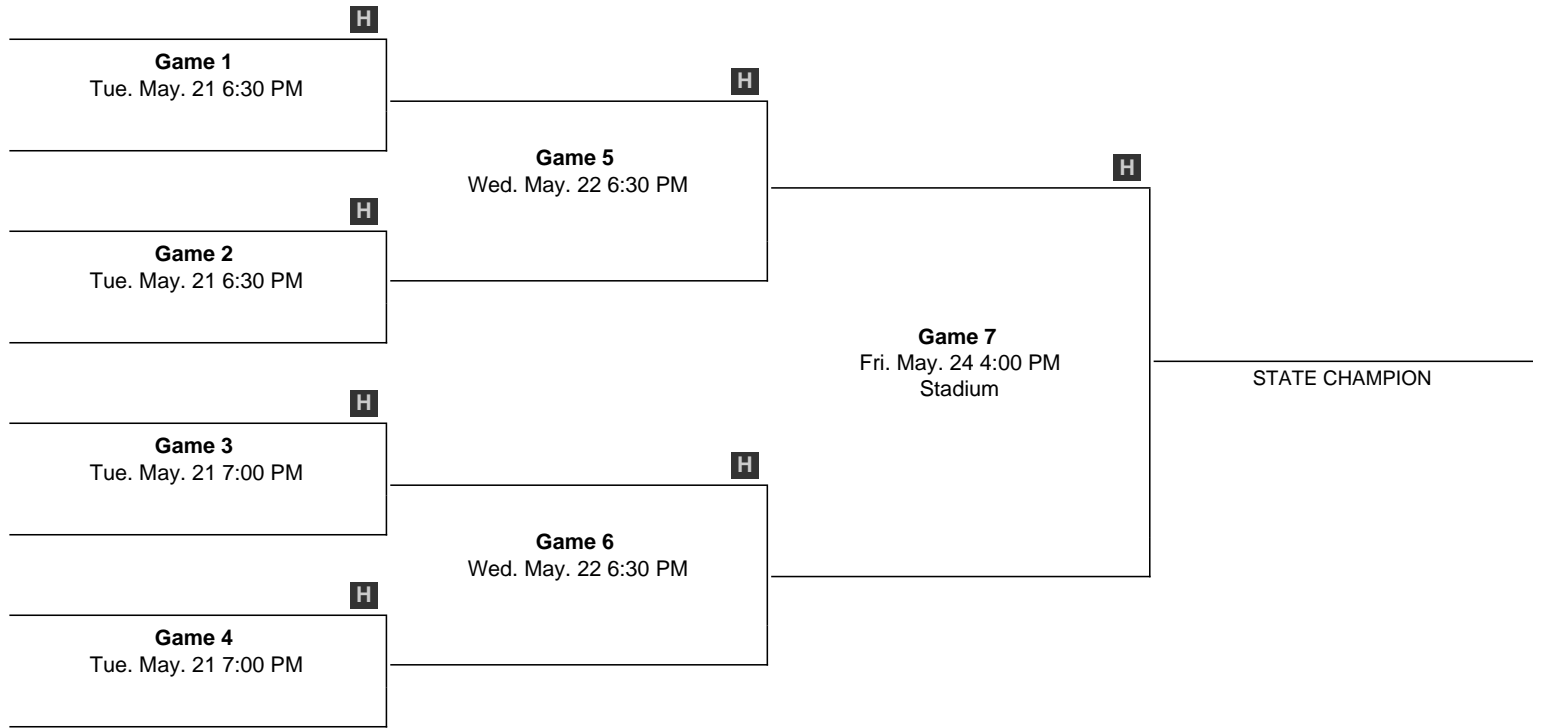 H
Game 1
Tue. May. 21 6:30 PM
H
Game 5
Wed. May. 22 6:30 PM
H
H
Game 2
Tue. May. 21 6:30 PM
Game 7
Fri. May. 24 4:00 PM
Stadium
STATE CHAMPION
H
Game 3
Tue. May. 21 7:00 PM
H
Game 6
Wed. May. 22 6:30 PM
H
Game 4
Tue. May. 21 7:00 PM